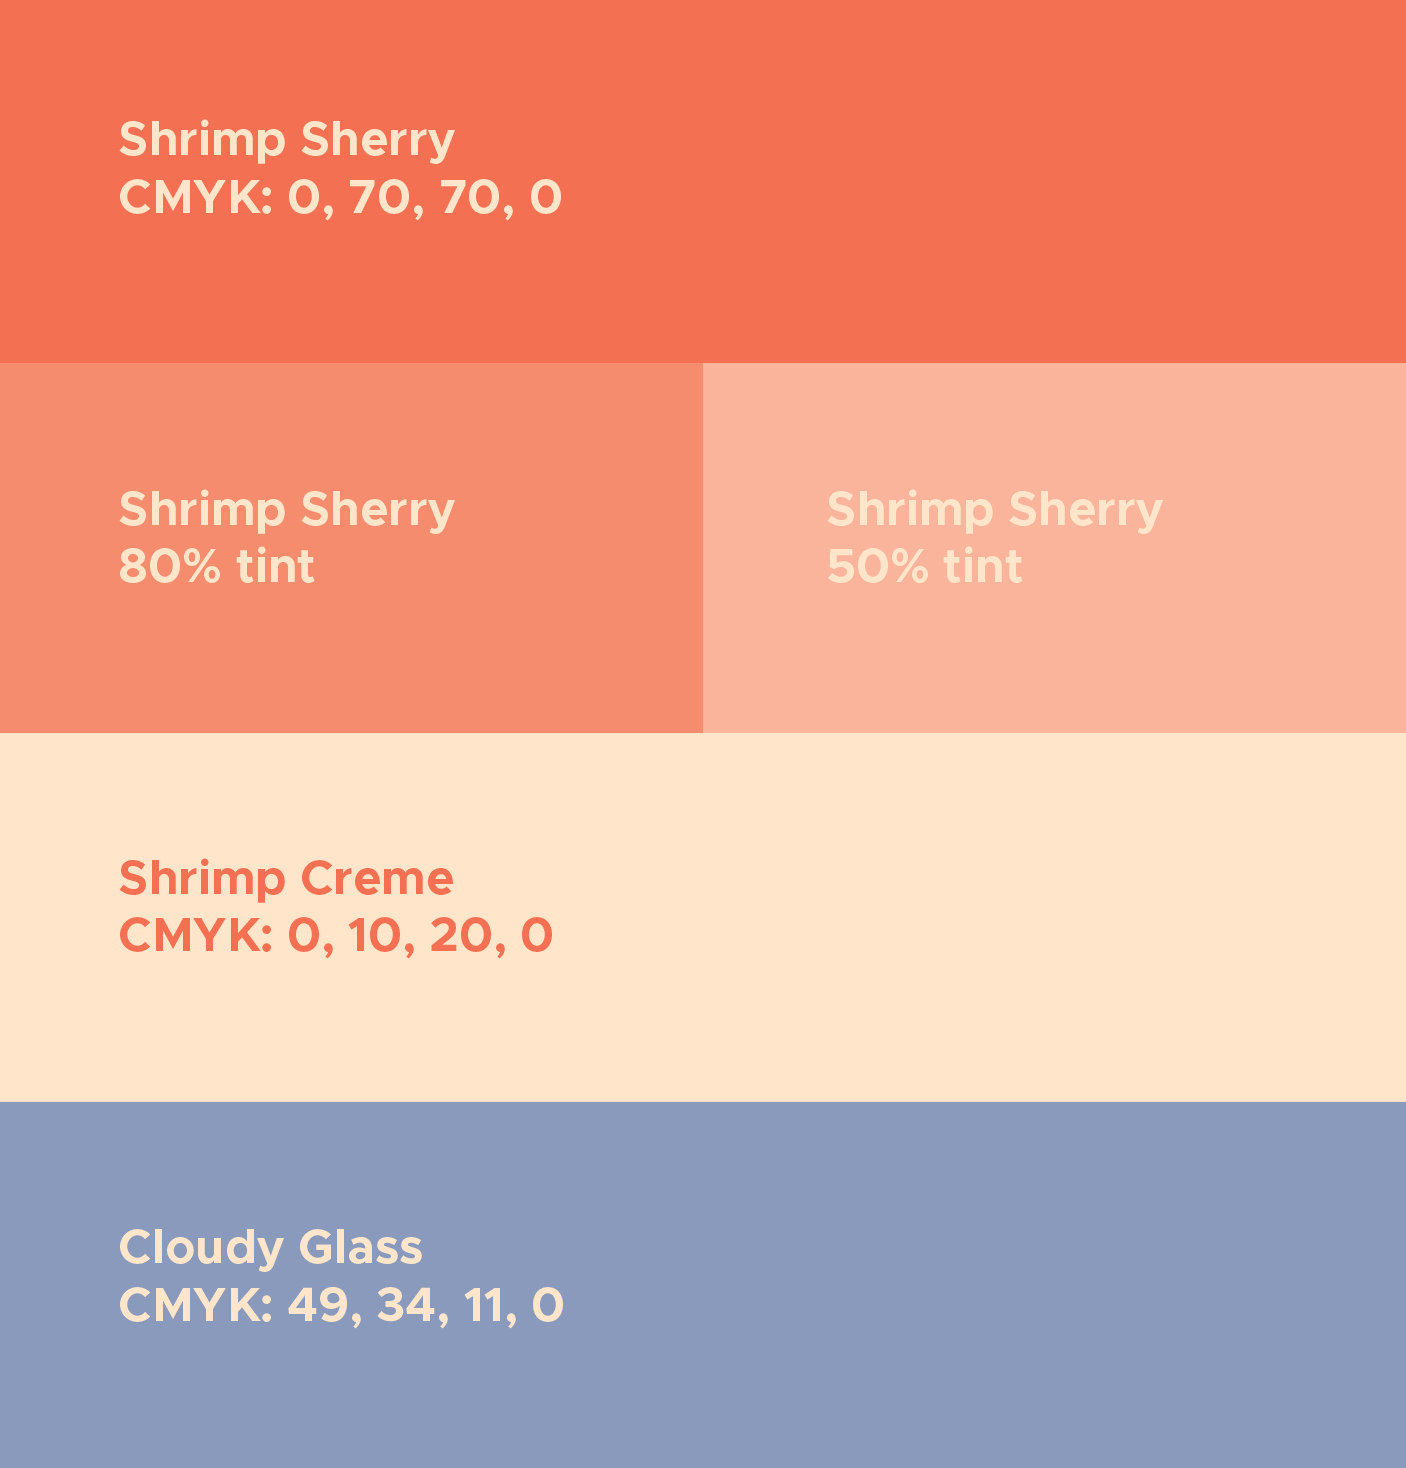 Shrimp Sherry
CMYK: 0, 70, 70, 0
Shrimp Sherry
80% tint
Shrimp Sherry
50% tint
Shrimp Creme
CMYK: 0, 10, 20, 0
Cloudy Glass
CMYK: 49, 34, 11, 0